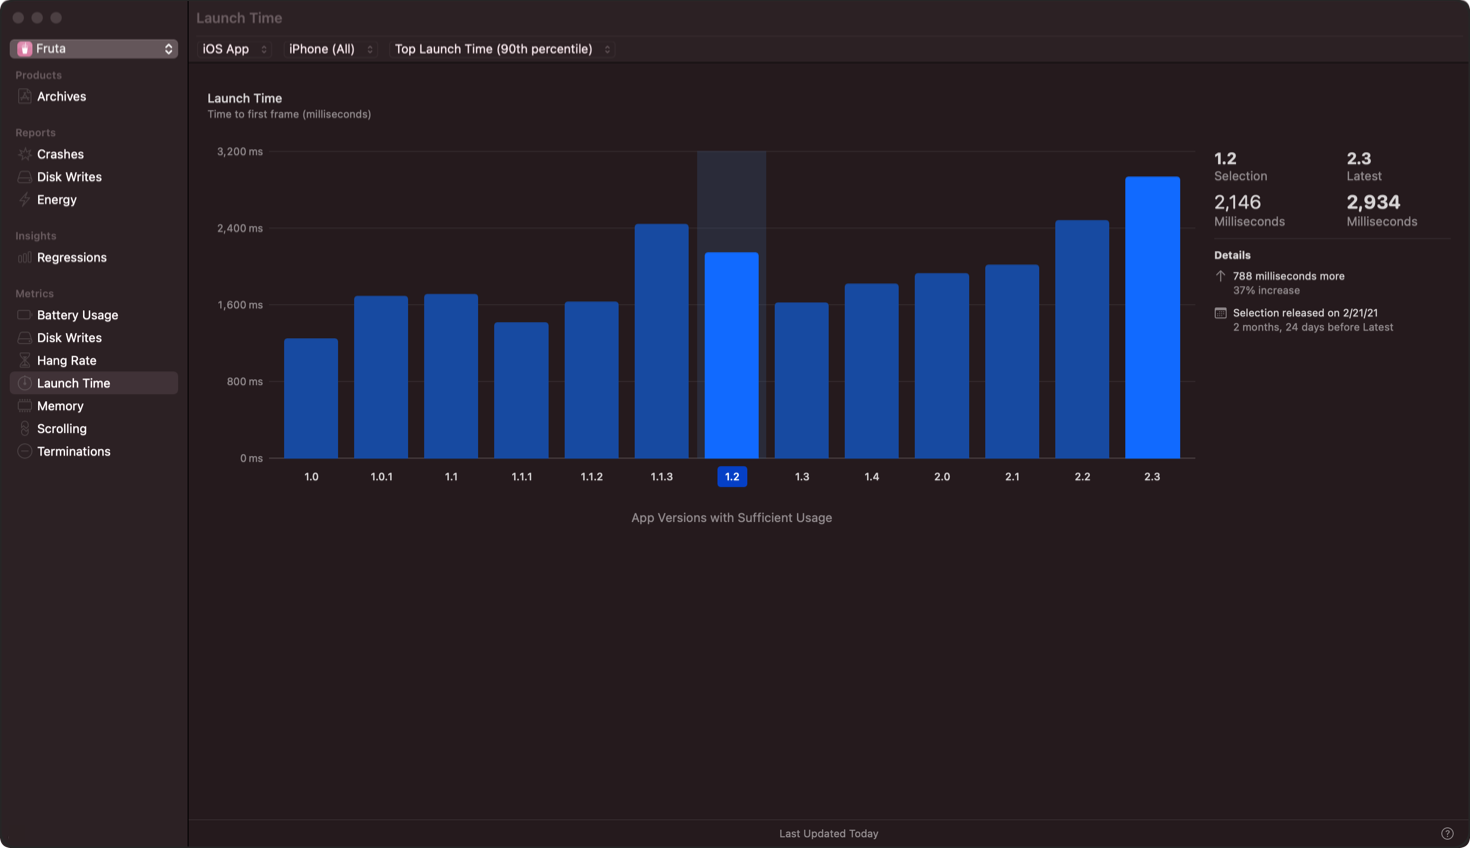 Launch Time
Fruta
iOS App
iPhone (All)
Top Launch Time (90th percentile)
Products
Archives
Reports
Crashes
Disk Writes
Energy
Insights
Regressions
Metrics
Battery Usage
Disk Writes
Hang Rate
Launch Time
Memory
Scrolling
Terminations
Launch Time
Time to first frame (milliseconds)
3,200 ms
2,400 ms
1,600 ms
800 ms
0 ms
1.0 1.0.1 1.1 1.1.1 1.1.2 1.1.3 1.2 1.3 1.4 2.0 2.1 2.2 2.3
App Versions with Sufficient Usage
1.2
Selection
2,146
Milliseconds
2.3
Latest
2,934
Milliseconds
Details
788 milliseconds more
37% increase
Selection released on 2/21/21
2 months, 24 days before Latest
Last Updated Today
?